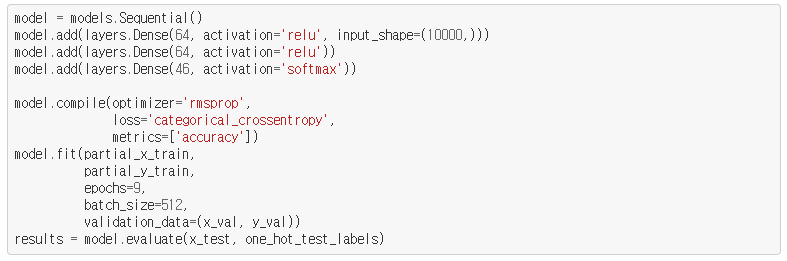 model = models.Sequential()
model.add(layers.Dense(64, activation='relu', input_shape=(10000,)))
model.add(layers.Dense(64, activation='relu'))
model.add(layers.Dense(46, activation='softmax'))

model.compile(optimizer='rmsprop',
              loss='categorical_crossentropy',
              metrics=['accuracy'])
model.fit(partial_x_train,
          partial_y_train,
          epochs=9,
          batch_size=512,
          validation_data=(x_val, y_val))
results = model.evaluate(x_test, one_hot_test_labels)